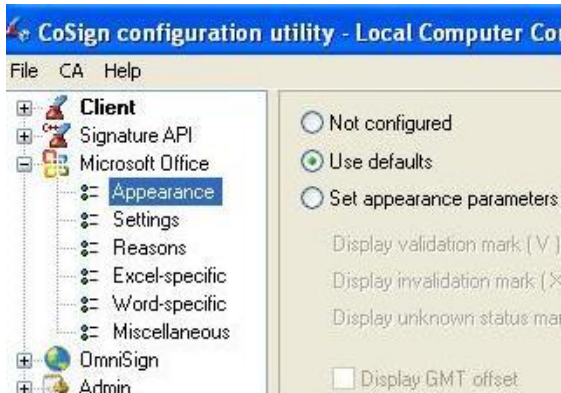 CoSign configuration utility - Local Computer Co
File CA Help
Client
Signature API
Microsoft Office
Appearance
Settings
Reasons
Excel-specific
Word-specific
Miscellaneous
OmniSign
Admin
Not configured
Use defaults
Set appearance parameters
Display validation mark ( V )
Display invalidation mark ( X
Display unknown status ma
Display GMT offset